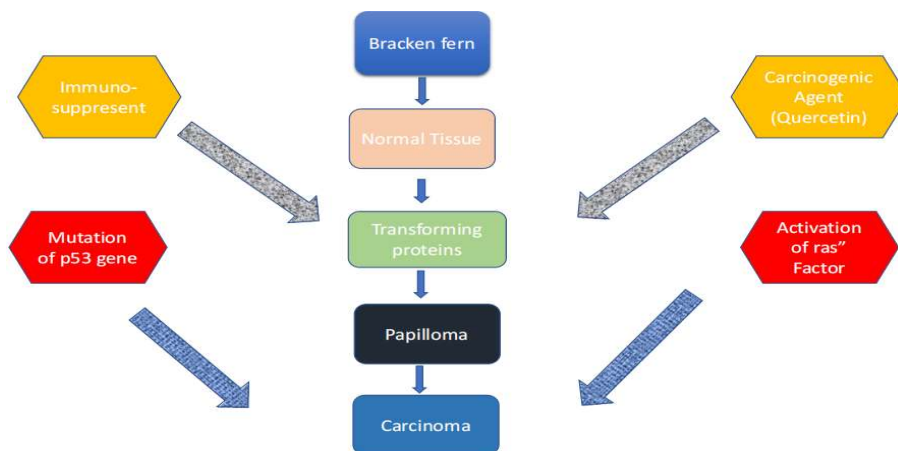 Bracken fern
Immuno-
suppresent
Carcinogenic
Agent
(Quercetin)
Normal Tissue
Transforming
proteins
Mutation
of p53 gene
Activation
of ras”
Factor
Papilloma
Carcinoma